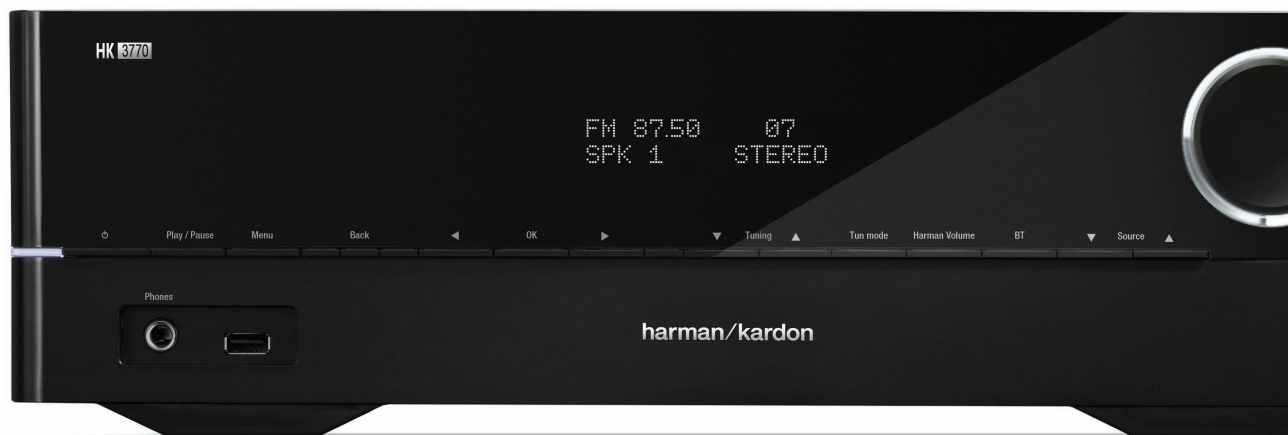 HK 3770
FM 87.50 07
SPK 1 STEREO
Play / Pause Menu Back OK Tuning Tun mode Harman Volume BT Source
Phones
harman/kardon